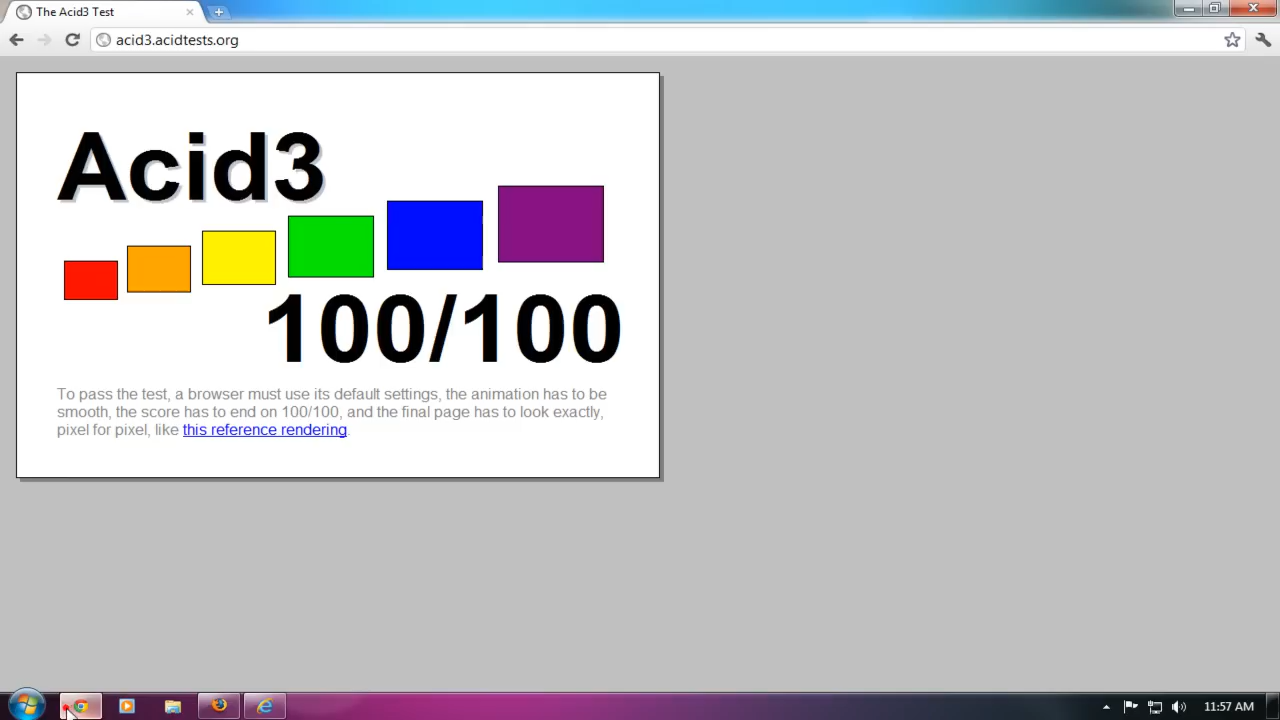 The Acid3 Test
acid3.acidtests.org
Acid3
100/100
To pass the test, a browser must use its default settings, the animation has to be
smooth, the score has to end on 100/100, and the final page has to look exactly,
pixel for pixel, like this reference rendering.
11:57 AM